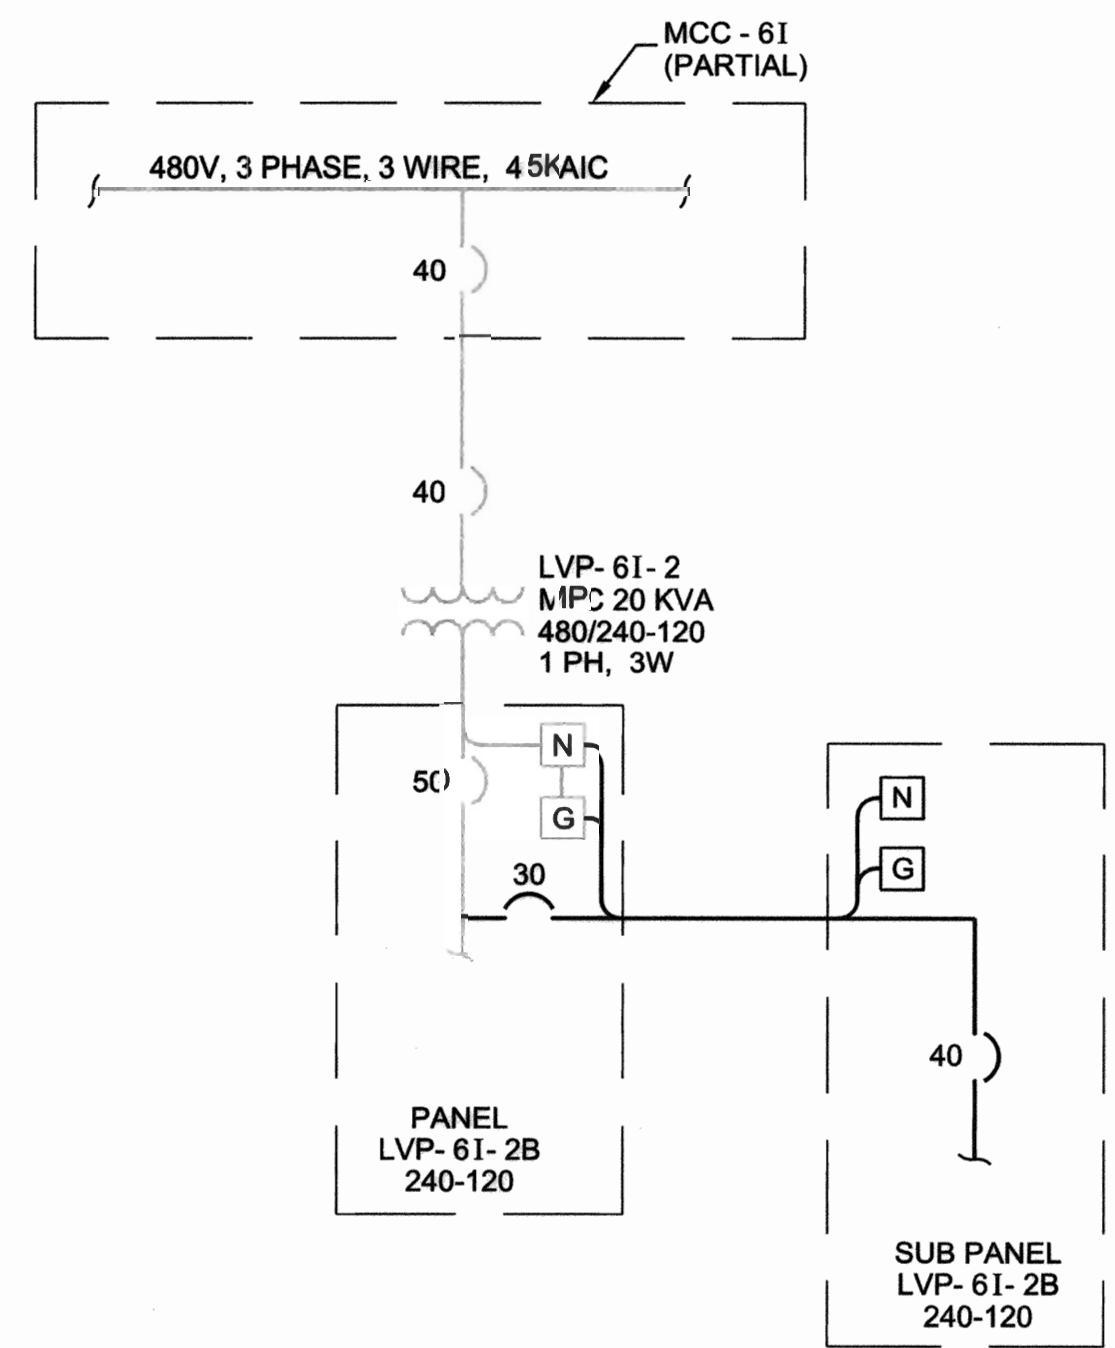 MCC - 6I
(PARTIAL)
480V, 3 PHASE, 3 WIRE, 45KAIC
40
40
LVP- 6I- 2
MPC 20 KVA
480/240-120
1 PH, 3W
N
50
G
N
G
30
40
PANEL
LVP- 6I- 2B
240-120
SUB PANEL
LVP- 6I- 2B
240-120